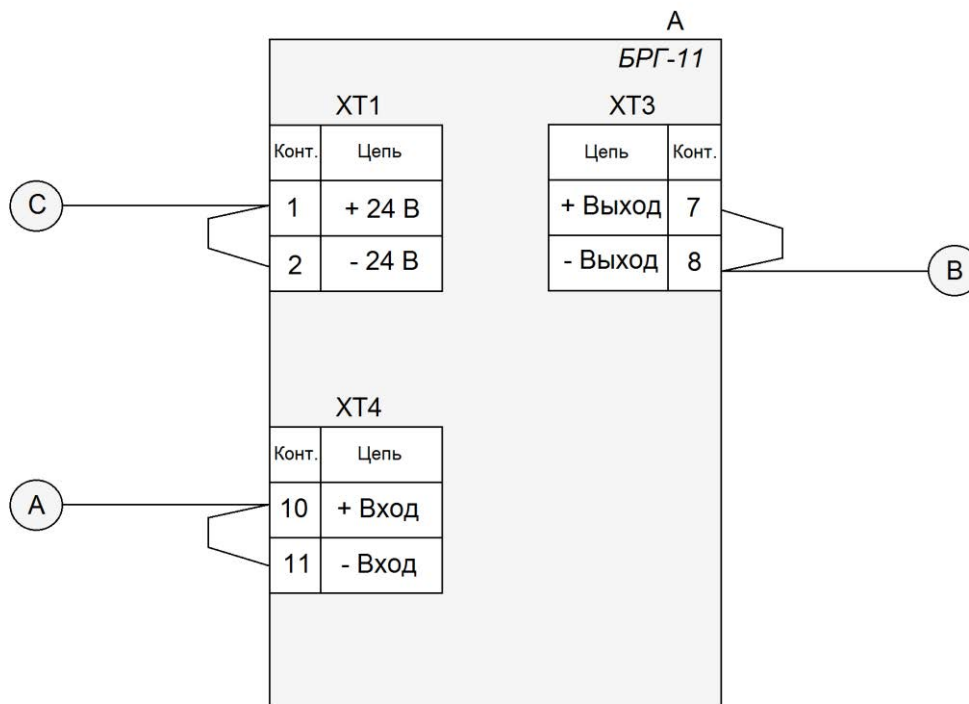 А
БРГ-11
XT1
XT3
Конт. Цепь
Цепь Конт.
С
1 + 24 В
+ Выход 7
2 - 24 В
- Выход 8
В
XT4
Конт. Цепь
А
10 + Вход
11 - Вход